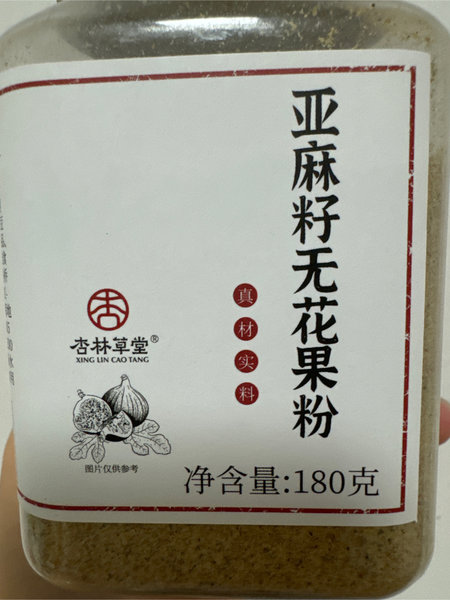 亚麻籽无花果粉
真材实料
杏林草堂®
XING LIN CAO TANG
图片仅供参考
净含量:180克